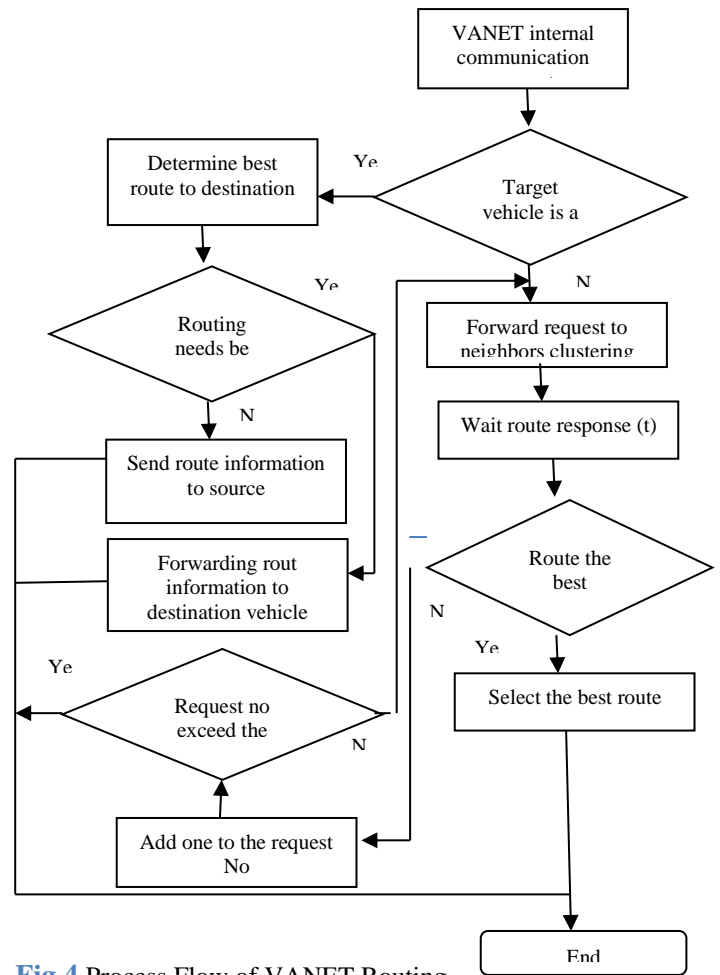 VANET internal
communication
Determine best
route to destination
Ye
Target
vehicle is a
Ye
N
Routing
needs be
Forward request to
neighbors clustering
N
Wait route response (t)
Send route information
to source
Forwarding rout
information to
destination vehicle
Route the
best
N
Ye
Ye
Request no
exceed the
N
Select the best route
Add one to the request
No
End
Fig 4 Process Flow of VANET Routing